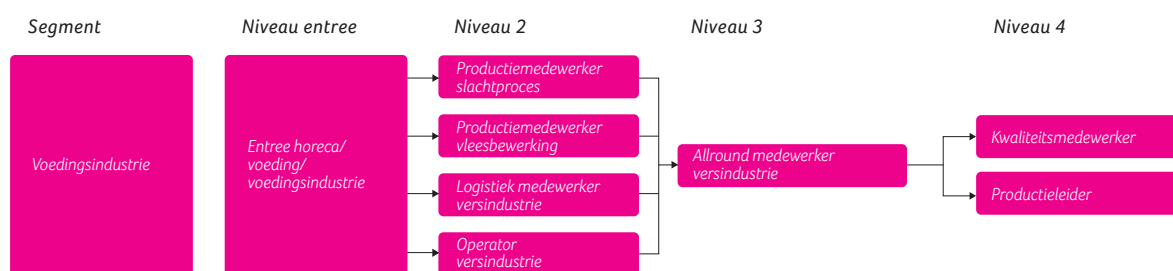 Segment
Niveau entree
Niveau 2
Niveau 3
Niveau 4
Voedingsindustrie
Entree horeca/
voeding/
voedingsindustrie
Productiemedewerker
slachtproces
Productiemedewerker
vleesbewerking
Logistiek medewerker
versindustrie
Operator
versindustrie
Allround medewerker
versindustrie
Kwaliteitsmedewerker
Productieleider